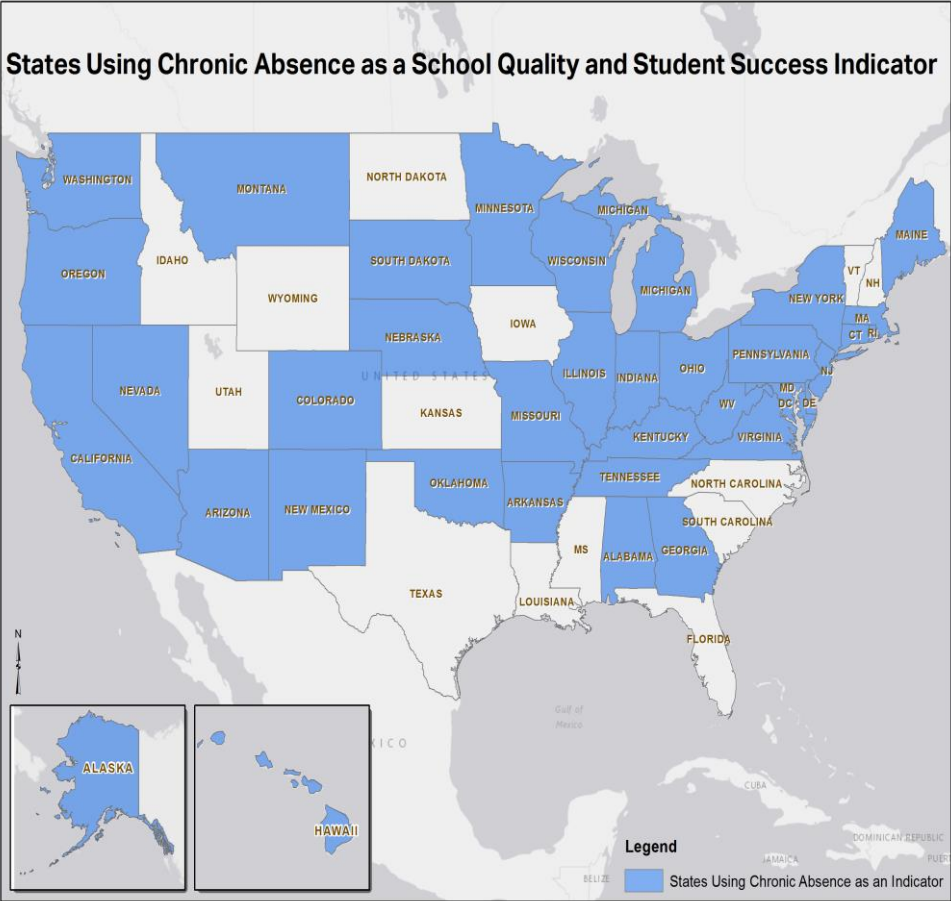 States Using Chronic Absence as a School Quality and Student Success Indicator
WASHINGTON
MONTANA
NORTH DAKOTA
MINNESOTA
MICHIGAN
MAINE
OREGON
IDAHO
SOUTH DAKOTA
WISCONSIN
VT
NH
WYOMING
MICHIGAN
NEW YORK
MA
CT
RI
IOWA
NEBRASKA
PENNSYLVANIA
NJ
UNITED STATES
NEVADA
UTAH
COLORADO
KANSAS
ILLINOIS
INDIANA
OHIO
MD
DC
DE
WV
MISSOURI
KENTUCKY
VIRGINIA
CALIFORNIA
TENNESSEE
NORTH CAROLINA
ARIZONA
NEW MEXICO
OKLAHOMA
ARKANSAS
SOUTH CAROLINA
MS
ALABAMA
GEORGIA
TEXAS
LOUISIANA
FLORIDA
N
Gulf of
Mexico
XICO
ALASKA
HAWAII
CUBA
DOMINICAN REPUBLIC
JAMAICA
PUER
BELIZE
Legend
States Using Chronic Absence as an Indicator